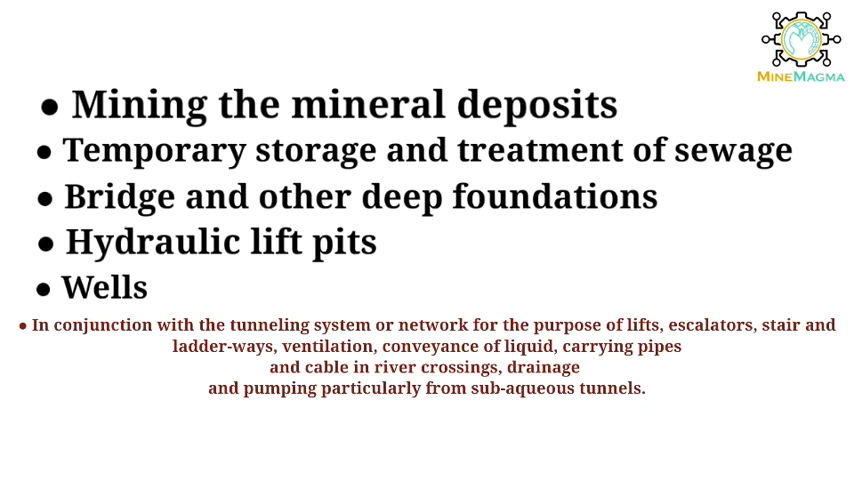 MINEMAGMA
● Mining the mineral deposits
● Temporary storage and treatment of sewage
● Bridge and other deep foundations
● Hydraulic lift pits
● Wells
● In conjunction with the tunneling system or network for the purpose of lifts, escalators, stair and
ladder-ways, ventilation, conveyance of liquid, carrying pipes
and cable in river crossings, drainage
and pumping particularly from sub-aqueous tunnels.